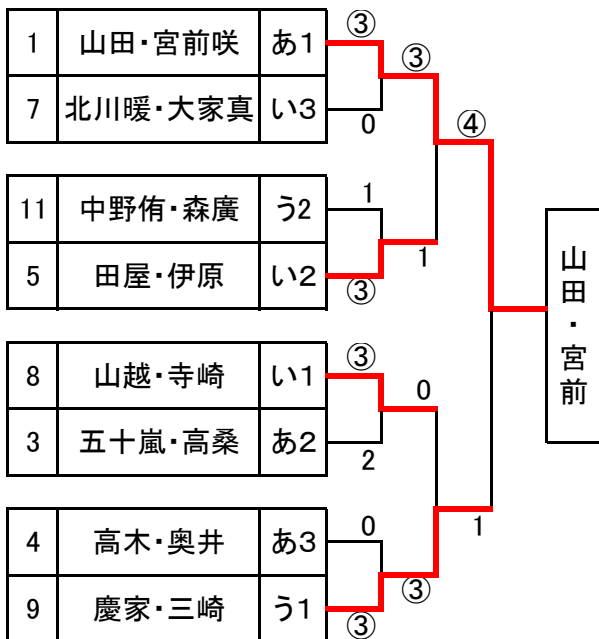 1 山田・宮前咲 あ1
7 北川暖・大家真 い3
11 中野侑・森廣 う2
5 田屋・伊原 い2
8 山越・寺崎 い1
3 五十嵐・高桑 あ2
4 高木・奥井 あ3
9 慶家・三崎 う1
③
0
1
③
③
2
0
③
③
1
0
③
④
1
山田・宮前